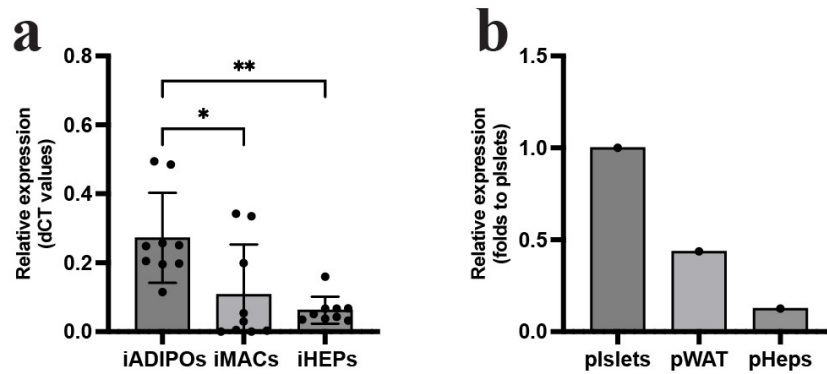 a
Relative expression
(dCT values)
0.8
0.6
0.4
0.2
0.0
**
*
iADIPOs iMACs iHEPs
b
Relative expression
(folds to pIslets)
1.5
1.0
0.5
0.0
pIslets pWAT pHeps